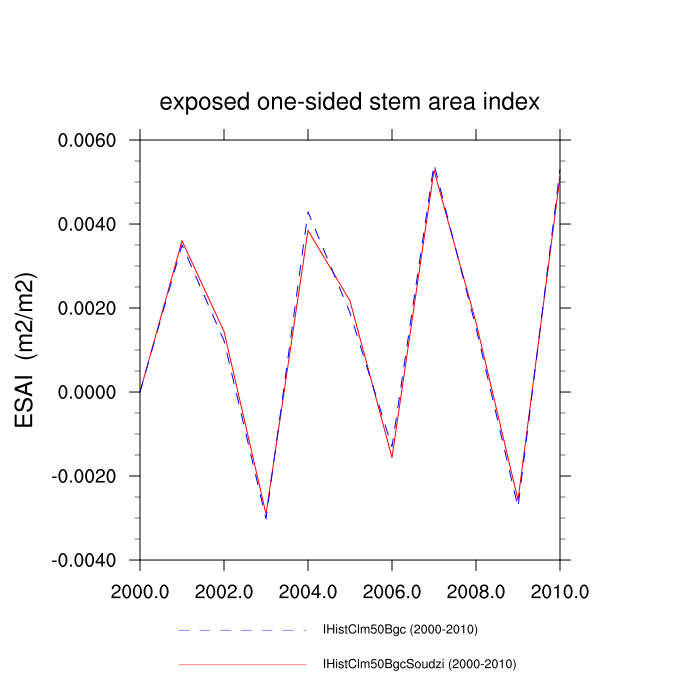 exposed one-sided stem area index
0.0060
0.0040
0.0020
0.0000
-0.0020
-0.0040
ESAI (m2/m2)
2000.0 2002.0 2004.0 2006.0 2008.0 2010.0
IHistClm50Bgc (2000-2010)
IHistClm50BgcSoudzi (2000-2010)